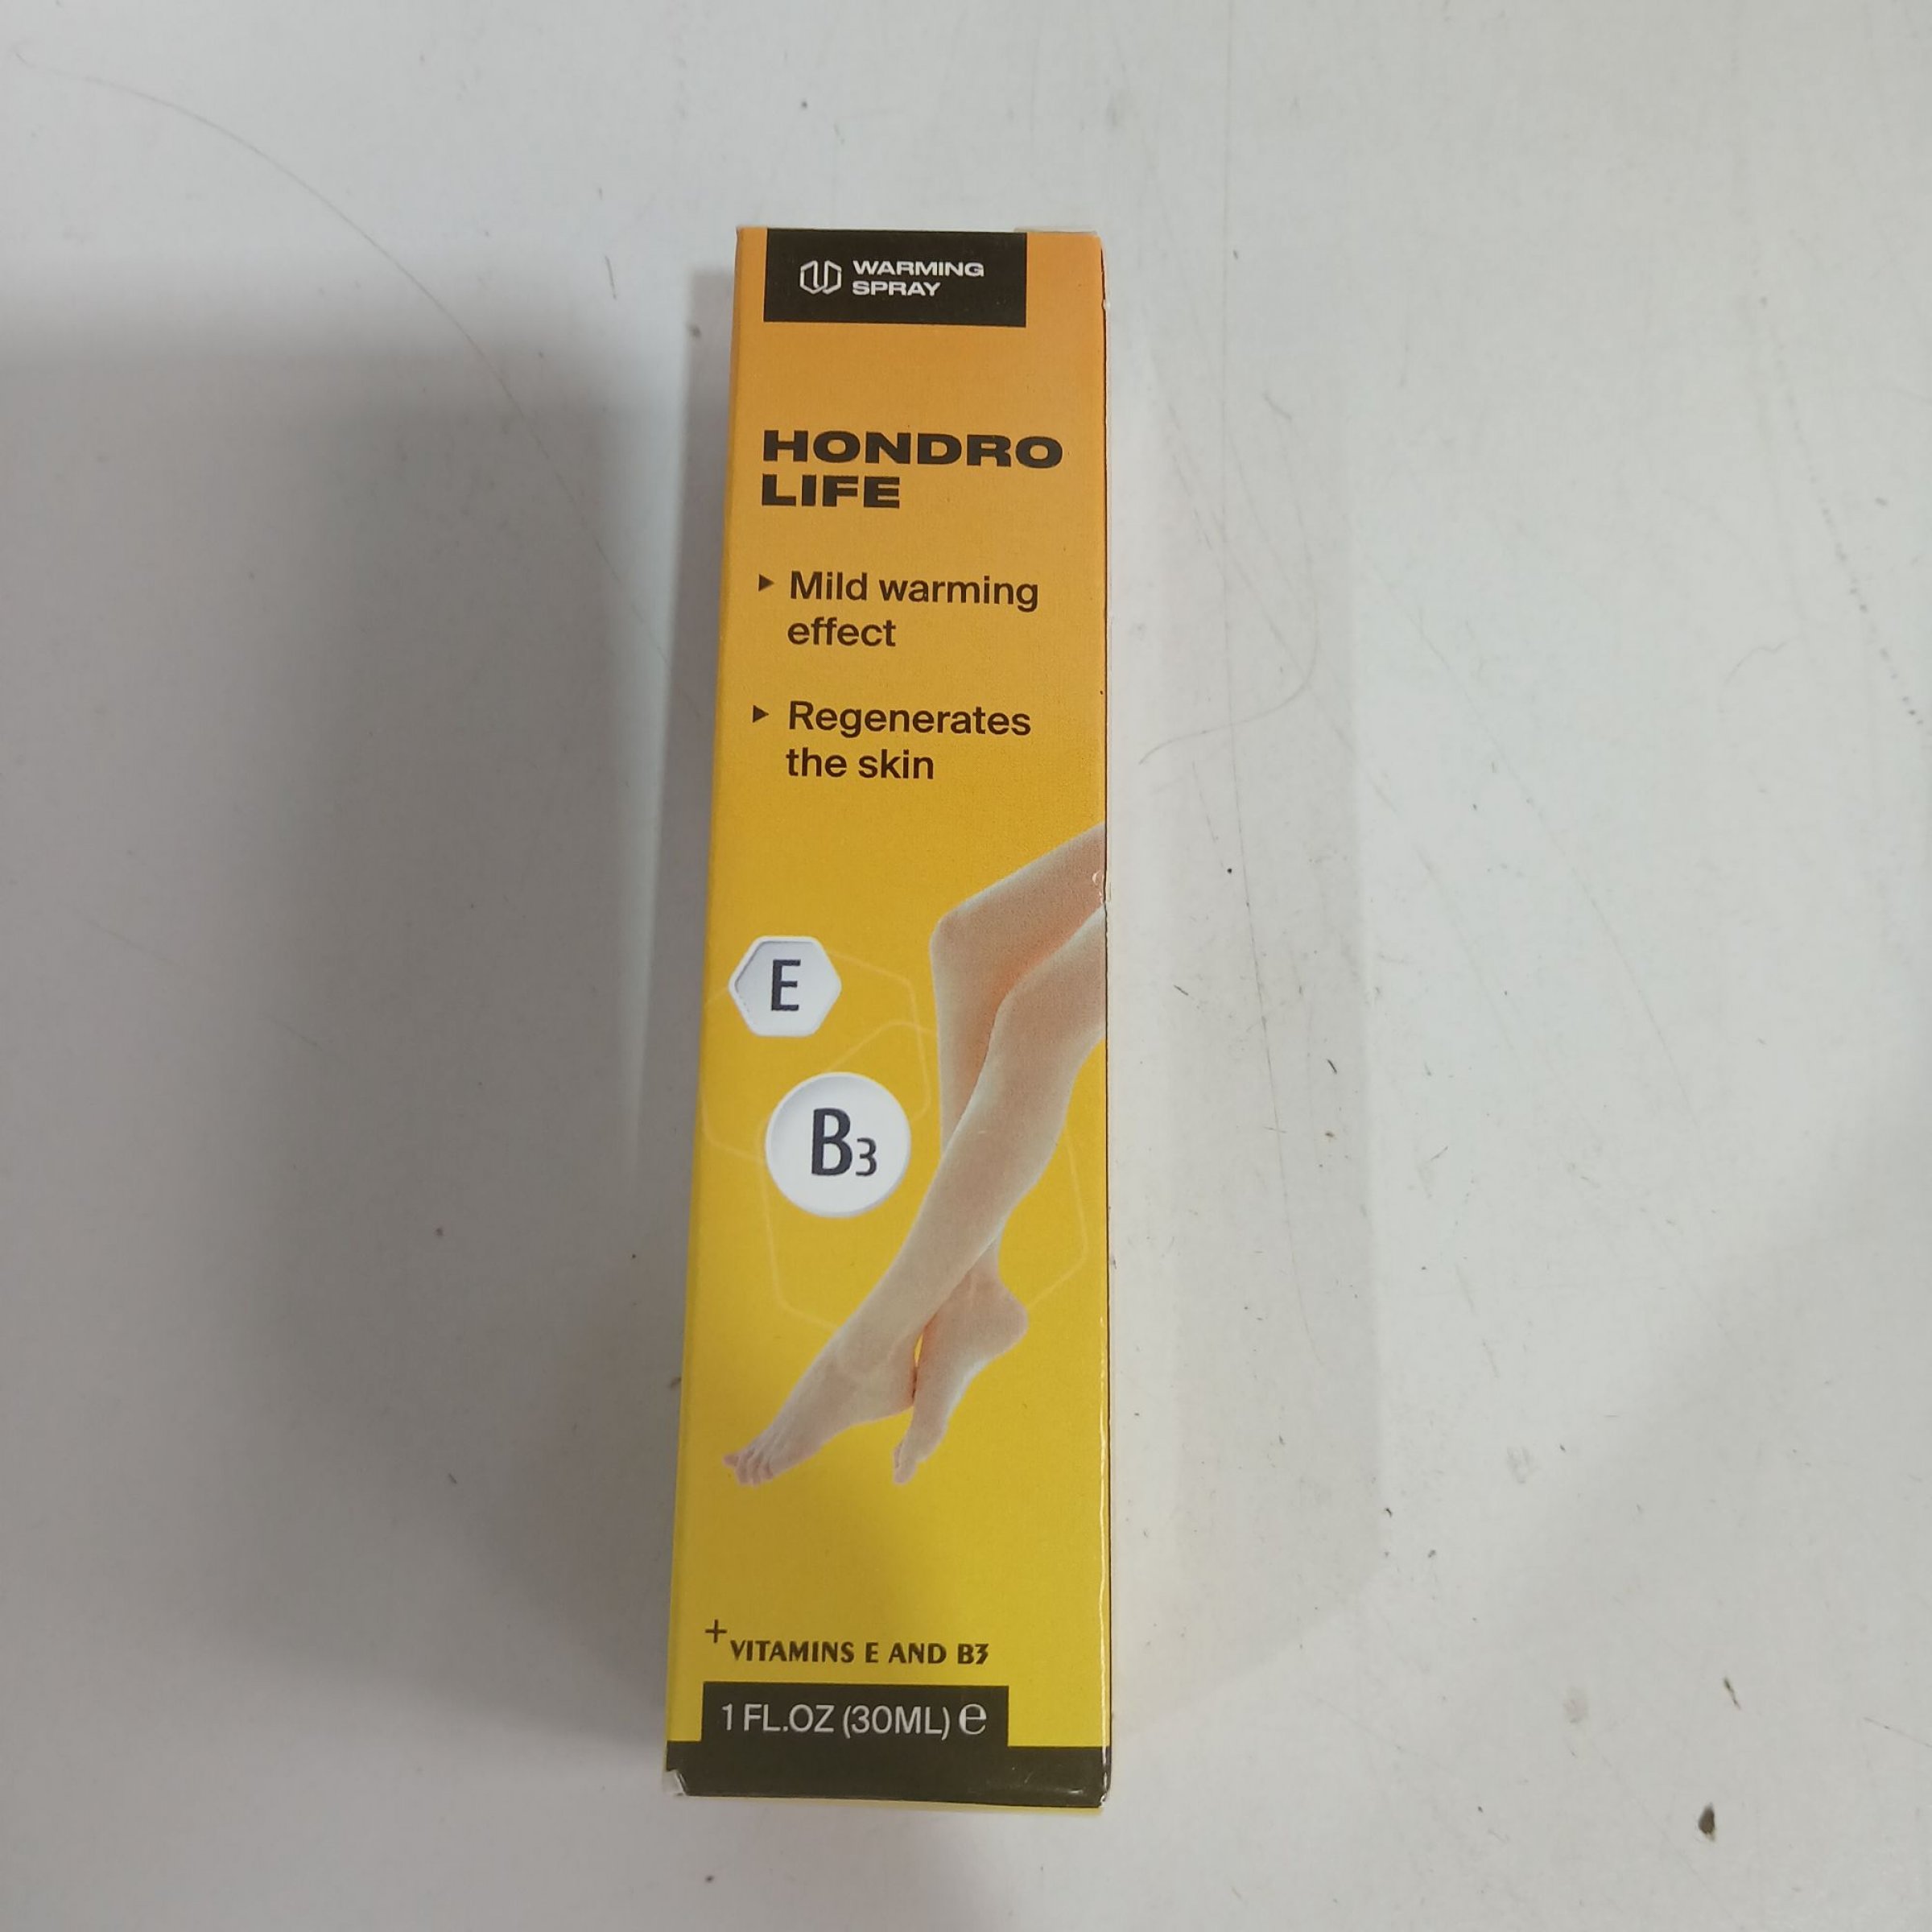 WARMING
SPRAY
HONDRO
LIFE
▸ Mild warming
effect
▸ Regenerates
the skin
E
B3
+ VITAMINS E AND B3
1 FL.OZ (30ML) ℮